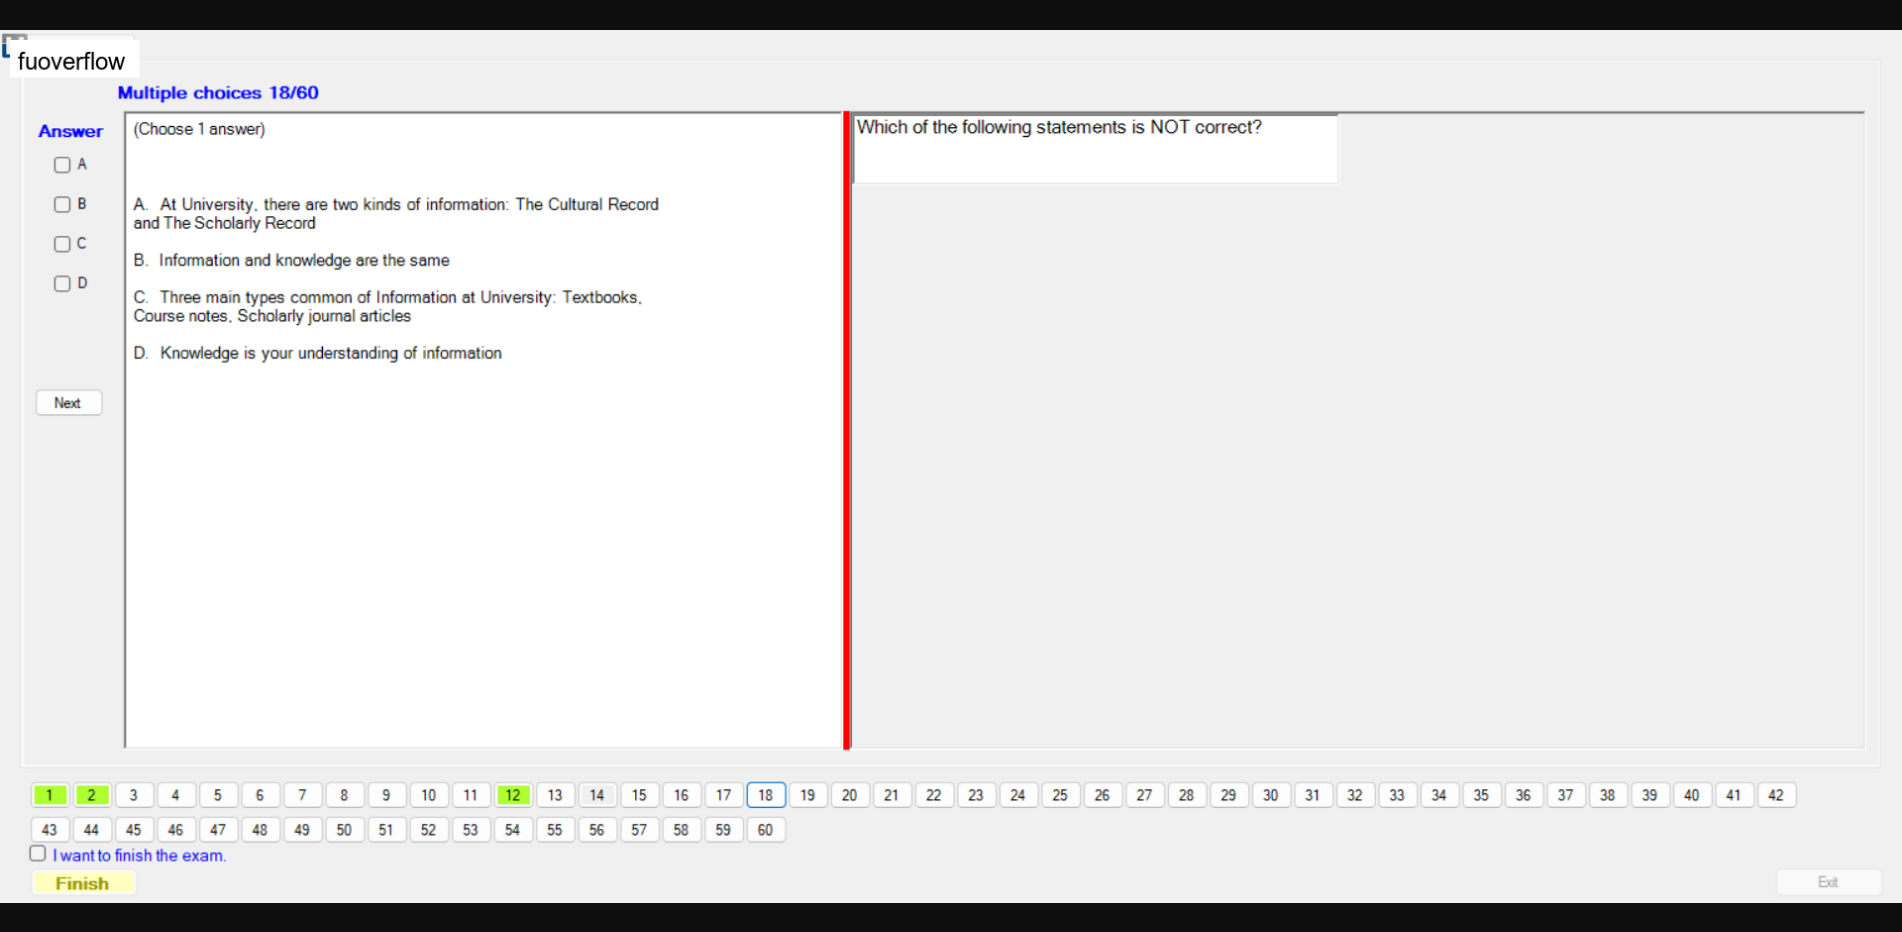 fuoverflow
Multiple choices 18/60
Answer
(Choose 1 answer)
A
B
C
D
A. At University, there are two kinds of information: The Cultural Record
and The Scholarly Record
B. Information and knowledge are the same
C. Three main types common of Information at University: Textbooks,
Course notes, Scholarly journal articles
D. Knowledge is your understanding of information
Next
Which of the following statements is NOT correct?
1 2 3 4 5 6 7 8 9 10 11 12 13 14 15 16 17 18 19 20 21 22 23 24 25 26 27 28 29 30 31 32 33 34 35 36 37 38 39 40 41 42
43 44 45 46 47 48 49 50 51 52 53 54 55 56 57 58 59 60
I want to finish the exam.
Finish
Exit